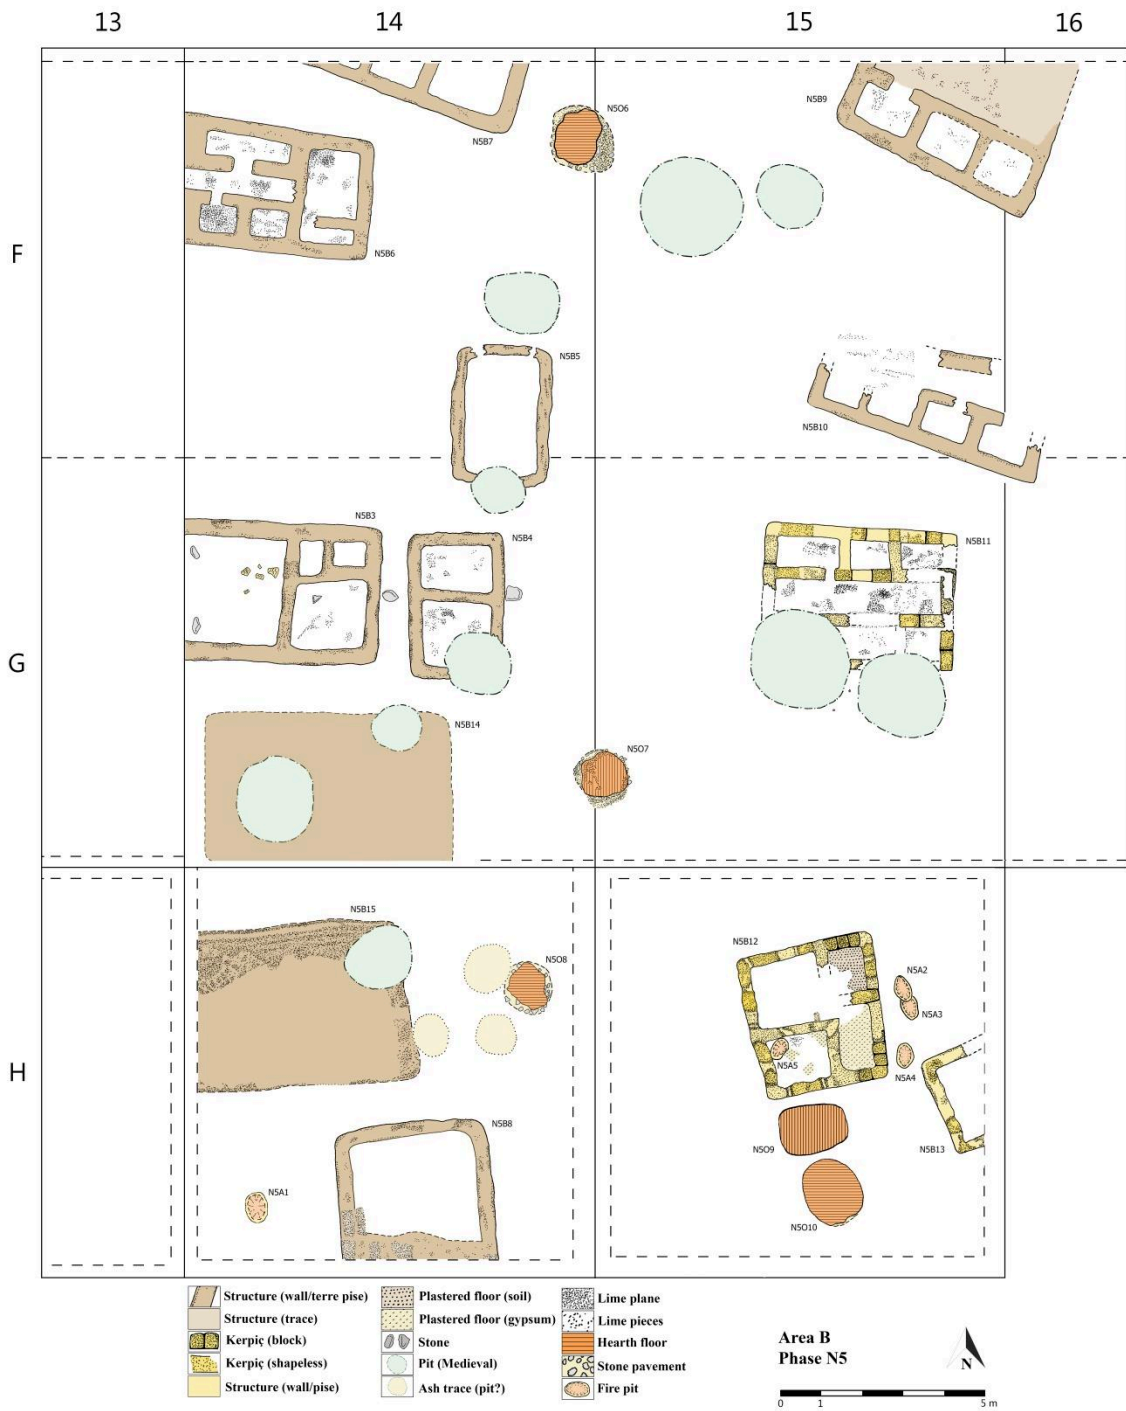 13 14 15 16
F
G
H
N5B9
N5O6
N5B7
N5B6
N5B5
N5B10
N5B3
N5B4
N5B11
N5B14
N5O7
N5B15
N5O8
N5B12
N5A2
N5A3
N5A5
N5A4
N5B8
N5O9
N5B13
N5A1
N5O10
Structure (wall/terre pise)
Structure (trace)
Kerpiç (block)
Kerpiç (shapeless)
Structure (wall/pise)
Plastered floor (soil)
Plastered floor (gypsum)
Stone
Pit (Medieval)
Ash trace (pit?)
Lime plane
Lime pieces
Hearth floor
Stone pavement
Fire pit
Area B
Phase N5
N
0 1 5 m